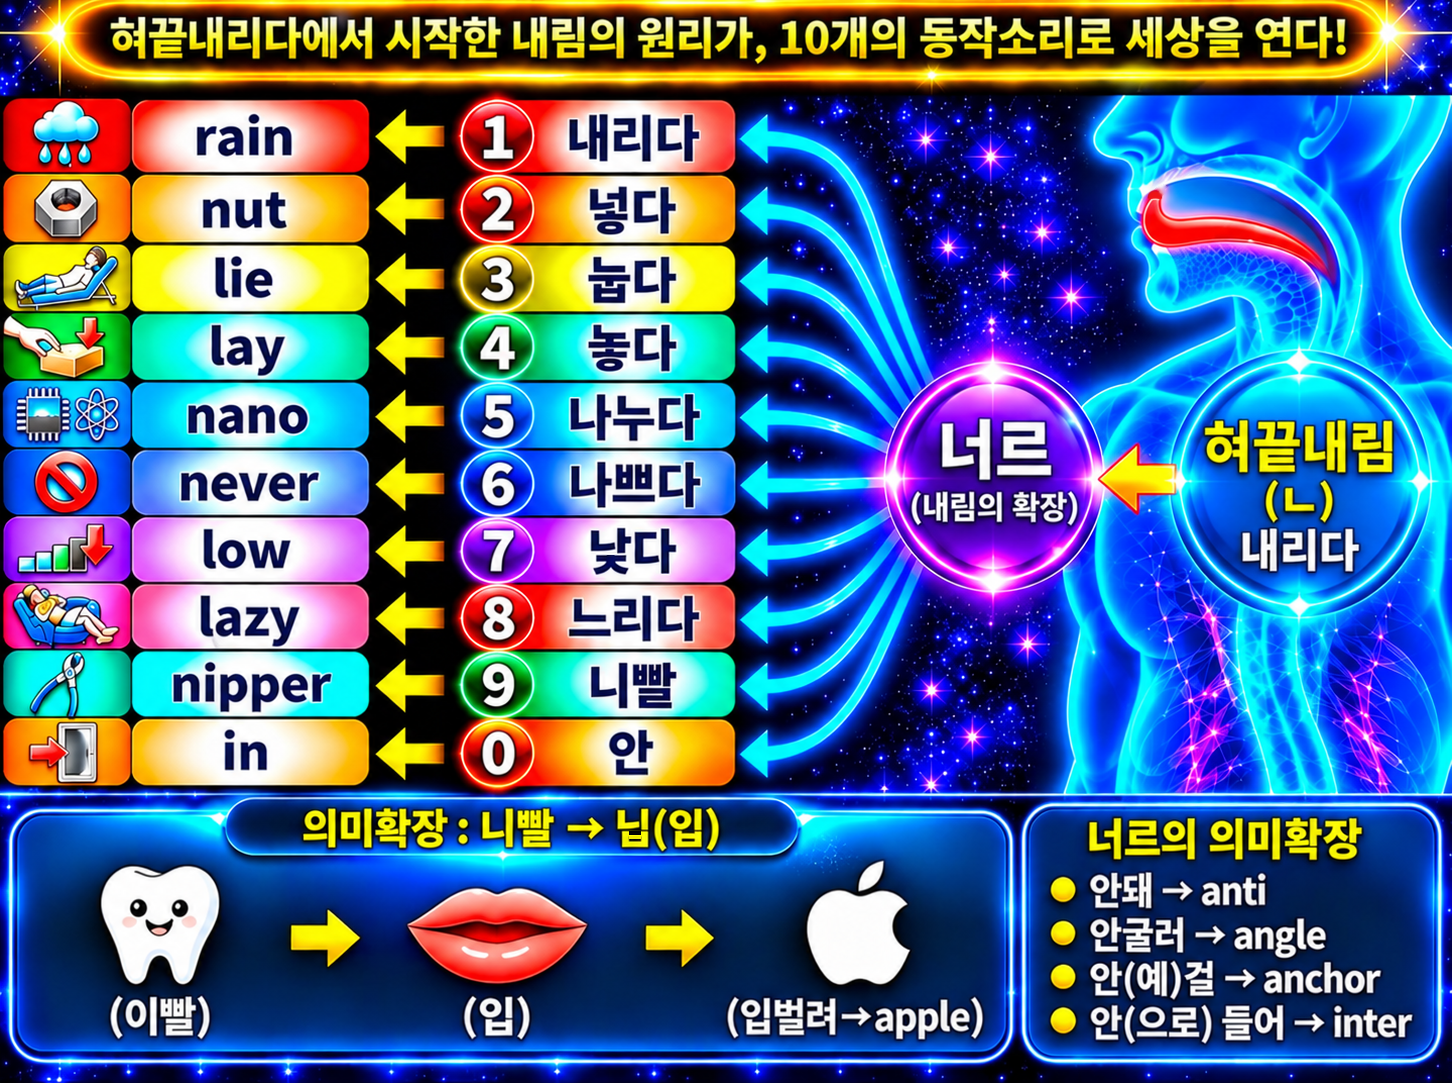 혀끝내리다에서 시작한 내림의 원리가, 10개의 동작소리로 세상을 연다!
rain 1 내리다
nut 2 넣다
lie 3 눕다
lay 4 놓다
nano 5 나누다
never 6 나쁘다
low 7 낮다
lazy 8 느리다
nipper 9 니빨
in 0 안
너르
(내림의 확장)
혀끝내림
(ㄴ)
내리다
의미확장 : 니빨 → 닙(입)
(이빨)
(입)
(입벌려→apple)
너르의 의미확장
안돼 → anti
안굴러 → angle
안(예)걸 → anchor
안(으로) 들어 → inter